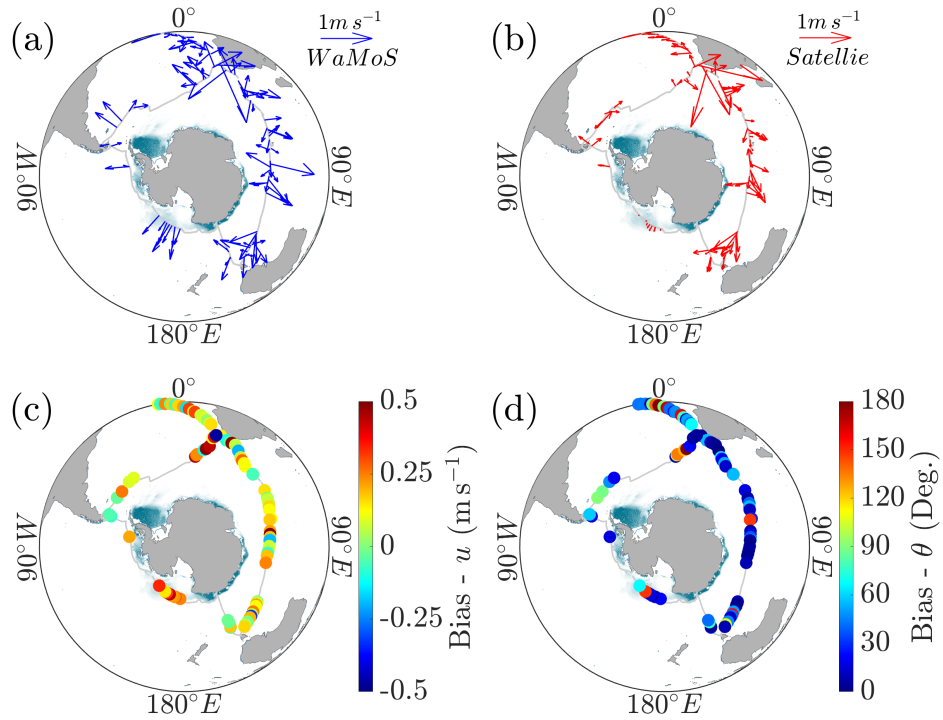 (a)
0°
1 m s⁻¹
WaMoS
90°W
90°E
180°E
(b)
0°
1 m s⁻¹
Satellie
90°W
90°E
180°E
(c)
0°
90°W
90°E
180°E
0.5
0.25
0
-0.25
-0.5
Bias - u (m s⁻¹)
(d)
0°
90°W
90°E
180°E
180
150
120
90
60
30
0
Bias - θ (Deg.)